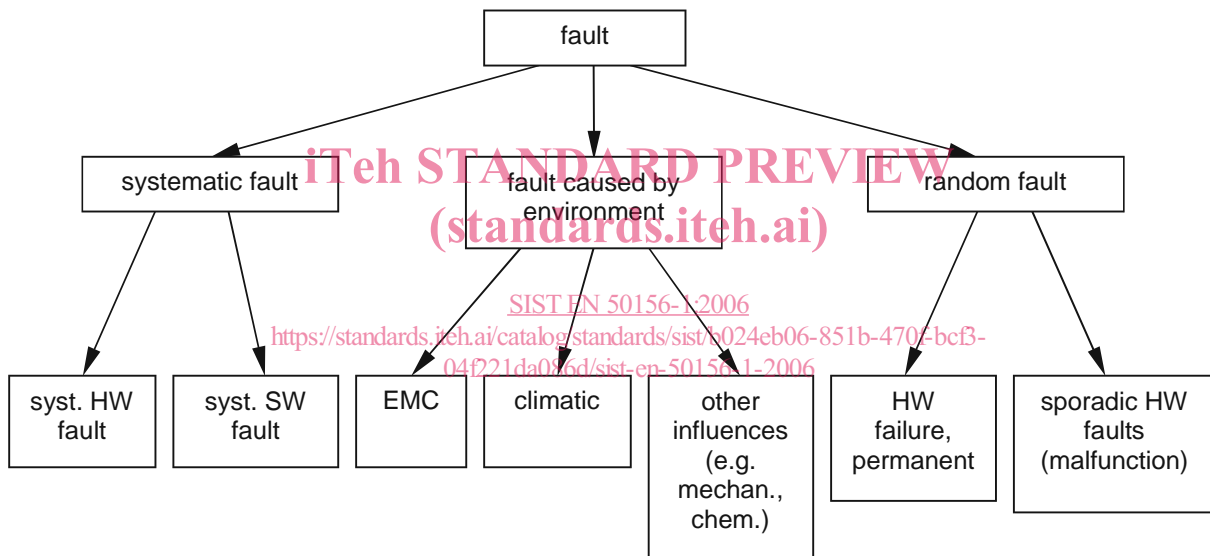 fault
iTeh STANDARD PREVIEW
(standards.iteh.ai)
systematic fault
fault caused by
environment
random fault
SIST EN 50156-1:2006
https://standards.iteh.ai/catalog/standards/sist/b024eb06-851b-470f-bcf3-
04f221da086d/sist-en-50156-1-2006
syst. HW
fault
syst. SW
fault
EMC
climatic
other
influences
(e.g.
mechan.,
chem.)
HW
failure,
permanent
sporadic HW
faults
(malfunction)